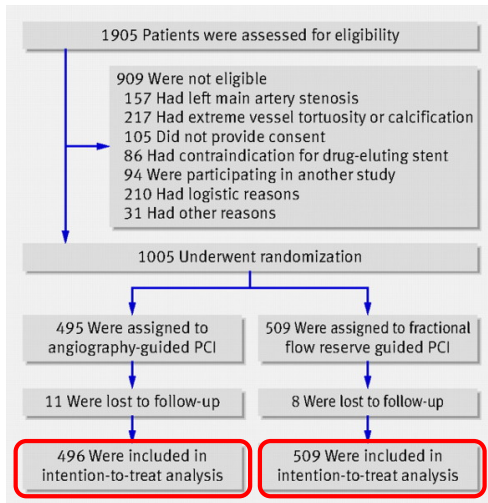 1905 Patients were assessed for eligibility
909 Were not eligible
157 Had left main artery stenosis
217 Had extreme vessel tortuosity or calcification
105 Did not provide consent
86 Had contraindication for drug-eluting stent
94 Were participating in another study
210 Had logistic reasons
31 Had other reasons
1005 Underwent randomization
495 Were assigned to
angiography-guided PCI
509 Were assigned to fractional
flow reserve guided PCI
11 Were lost to follow-up
8 Were lost to follow-up
496 Were included in
intention-to-treat analysis
509 Were included in
intention-to-treat analysis